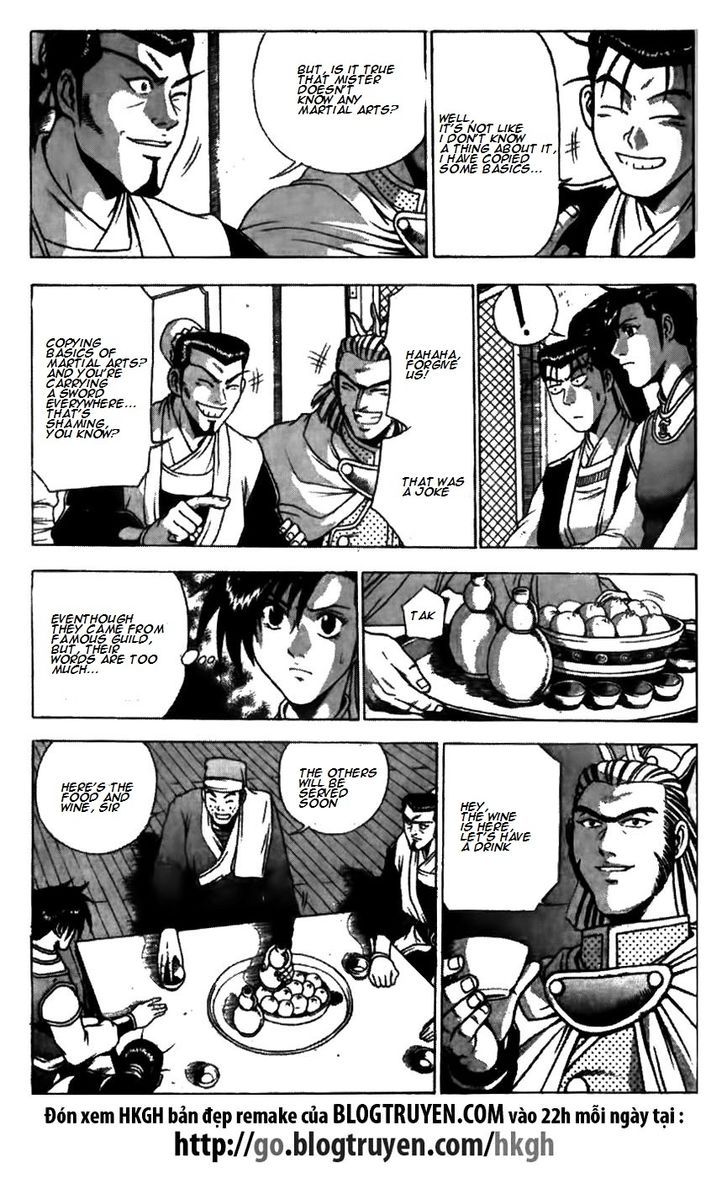 BUT, IS IT TRUE
THAT MISTER
DOESN'T
KNOW ANY
MARTIAL ARTS?
WELL,
IT'S NOT LIKE
I DON'T KNOW
A THING ABOUT IT,
I HAVE COPIED
SOME BASICS...
COPYING
BASICS OF
MARTIAL ARTS?
AND YOU'RE
CARRYING
A SWORD
EVERYWHERE...
THAT'S
SHAMING,
YOU KNOW?
HAHAHA,
FORGIVE
US!
THAT WAS
A JOKE
!
EVENTHOUGH
THEY CAME FROM
FAMOUS GUILD,
BUT, THEIR
WORDS ARE TOO
MUCH...
TAK
HERE'S THE
FOOD AND
WINE, SIR
THE OTHERS
WILL BE
SERVED
SOON
HEY,
THE WINE
IS HERE,
LET'S HAVE
A DRINK
Đón xem HKGH bản đẹp remake của BLOGTRUYEN.COM vào 22h mỗi ngày tại :
http://go.blogtruyen.com/hkgh